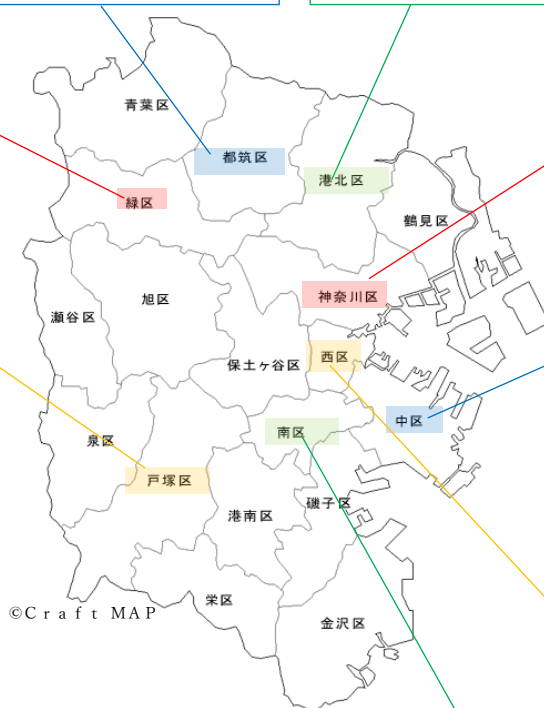 青葉区
都筑区
港北区
緑区
鶴見区
神奈川区
旭区
瀬谷区
西区
保土ヶ谷区
中区
南区
泉区
戸塚区
磯子区
港南区
栄区
©Craft MAP
金沢区